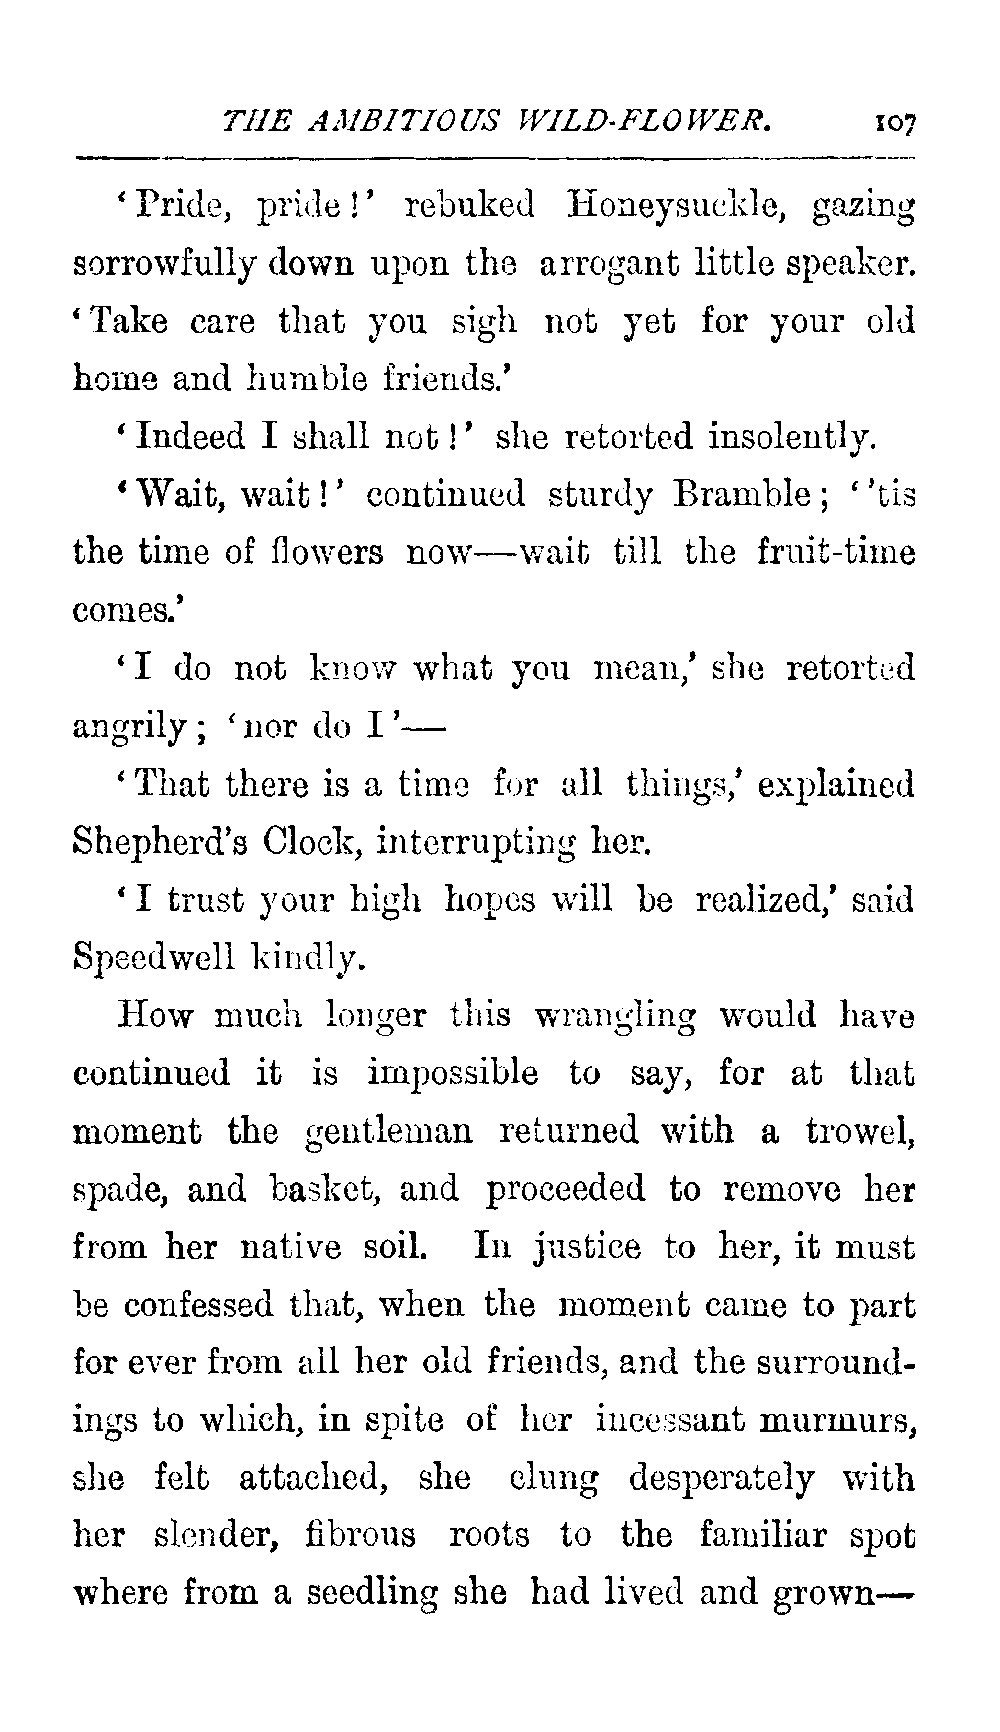 THE AMBITIOUS WILD-FLOWER. 107
‘Pride, pride!’ rebuked Honeysuckle, gazing
sorrowfully down upon the arrogant little speaker.
‘Take care that you sigh not yet for your old
home and humble friends.’
‘Indeed I shall not!’ she retorted insolently.
‘Wait, wait!’ continued sturdy Bramble; ‘’tis
the time of flowers now—wait till the fruit-time
comes.’
‘I do not know what you mean,’ she retorted
angrily; ‘nor do I’—
‘That there is a time for all things,’ explained
Shepherd’s Clock, interrupting her.
‘I trust your high hopes will be realized,’ said
Speedwell kindly.
How much longer this wrangling would have
continued it is impossible to say, for at that
moment the gentleman returned with a trowel,
spade, and basket, and proceeded to remove her
from her native soil. In justice to her, it must
be confessed that, when the moment came to part
for ever from all her old friends, and the surround-
ings to which, in spite of her incessant murmurs,
she felt attached, she clung desperately with
her slender, fibrous roots to the familiar spot
where from a seedling she had lived and grown—